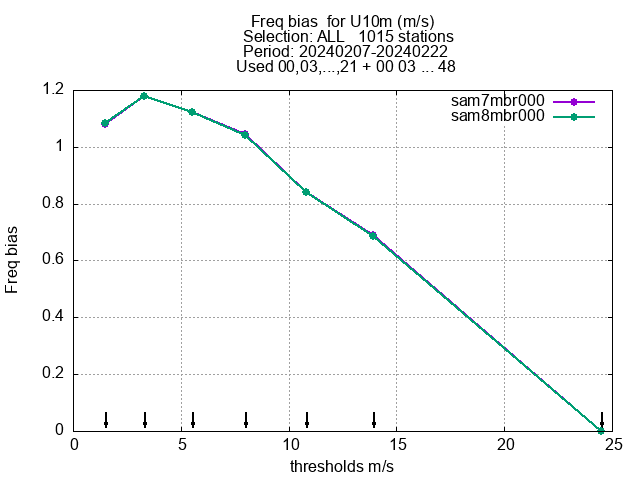 Freq bias  for U10m (m/s)
Selection: ALL   1015 stations
Period: 20240207-20240222
Used 00,03,...,21 + 00 03 ... 48
sam7mbr000
sam8mbr000
1.2
1
0.8
0.6
0.4
0.2
0
Freq bias
0 5 10 15 20 25
thresholds m/s